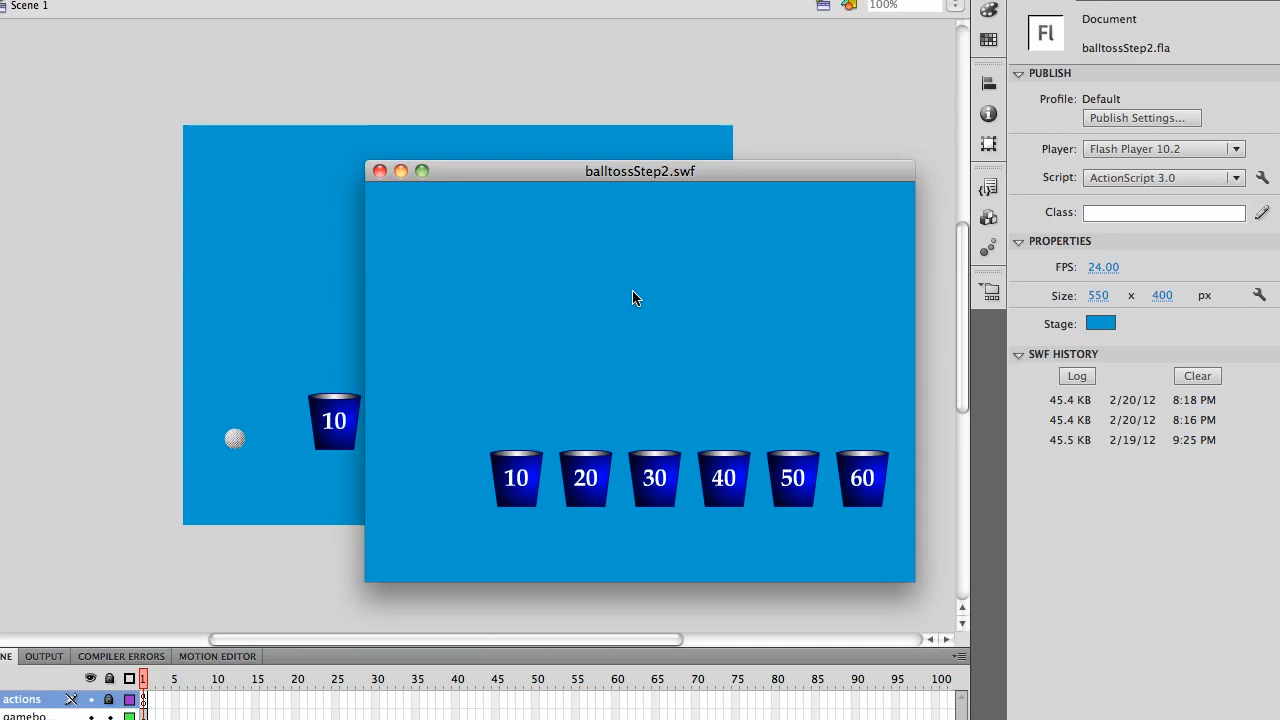 Scene 1
100%
Fl
Document
balltossStep2.fla
PUBLISH
Profile: Default
Publish Settings...
Player: Flash Player 10.2
Script: ActionScript 3.0
Class:
PROPERTIES
FPS: 24.00
Size: 550 x 400 px
Stage:
SWF HISTORY
Log Clear
45.4 KB 2/20/12 8:18 PM
45.4 KB 2/20/12 8:16 PM
45.5 KB 2/19/12 9:25 PM
balltossStep2.swf
10
10 20 30 40 50 60
NE OUTPUT COMPILER ERRORS MOTION EDITOR
1 5 10 15 20 25 30 35 40 45 50 55 60 65 70 75 80 85 90 95 100
actions
gamebo...